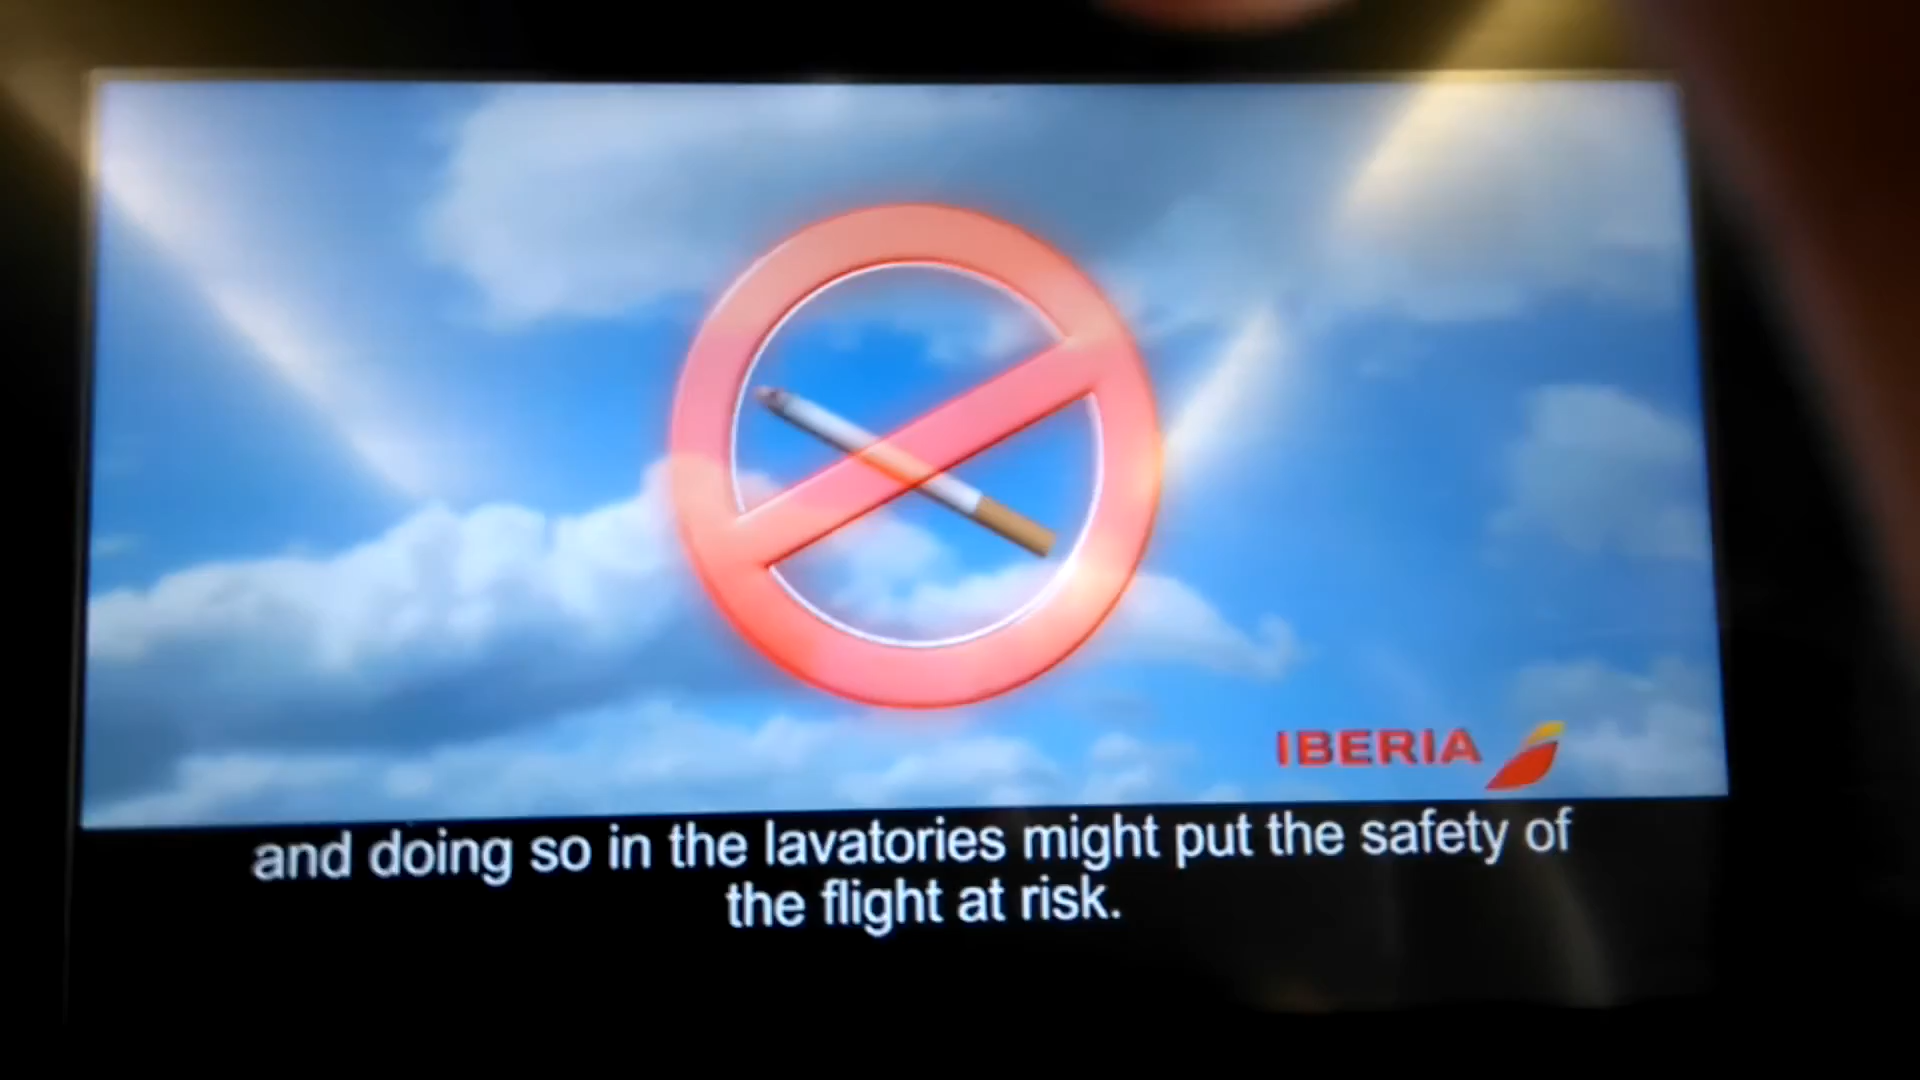 IBERIA
and doing so in the lavatories might put the safety of
the flight at risk.